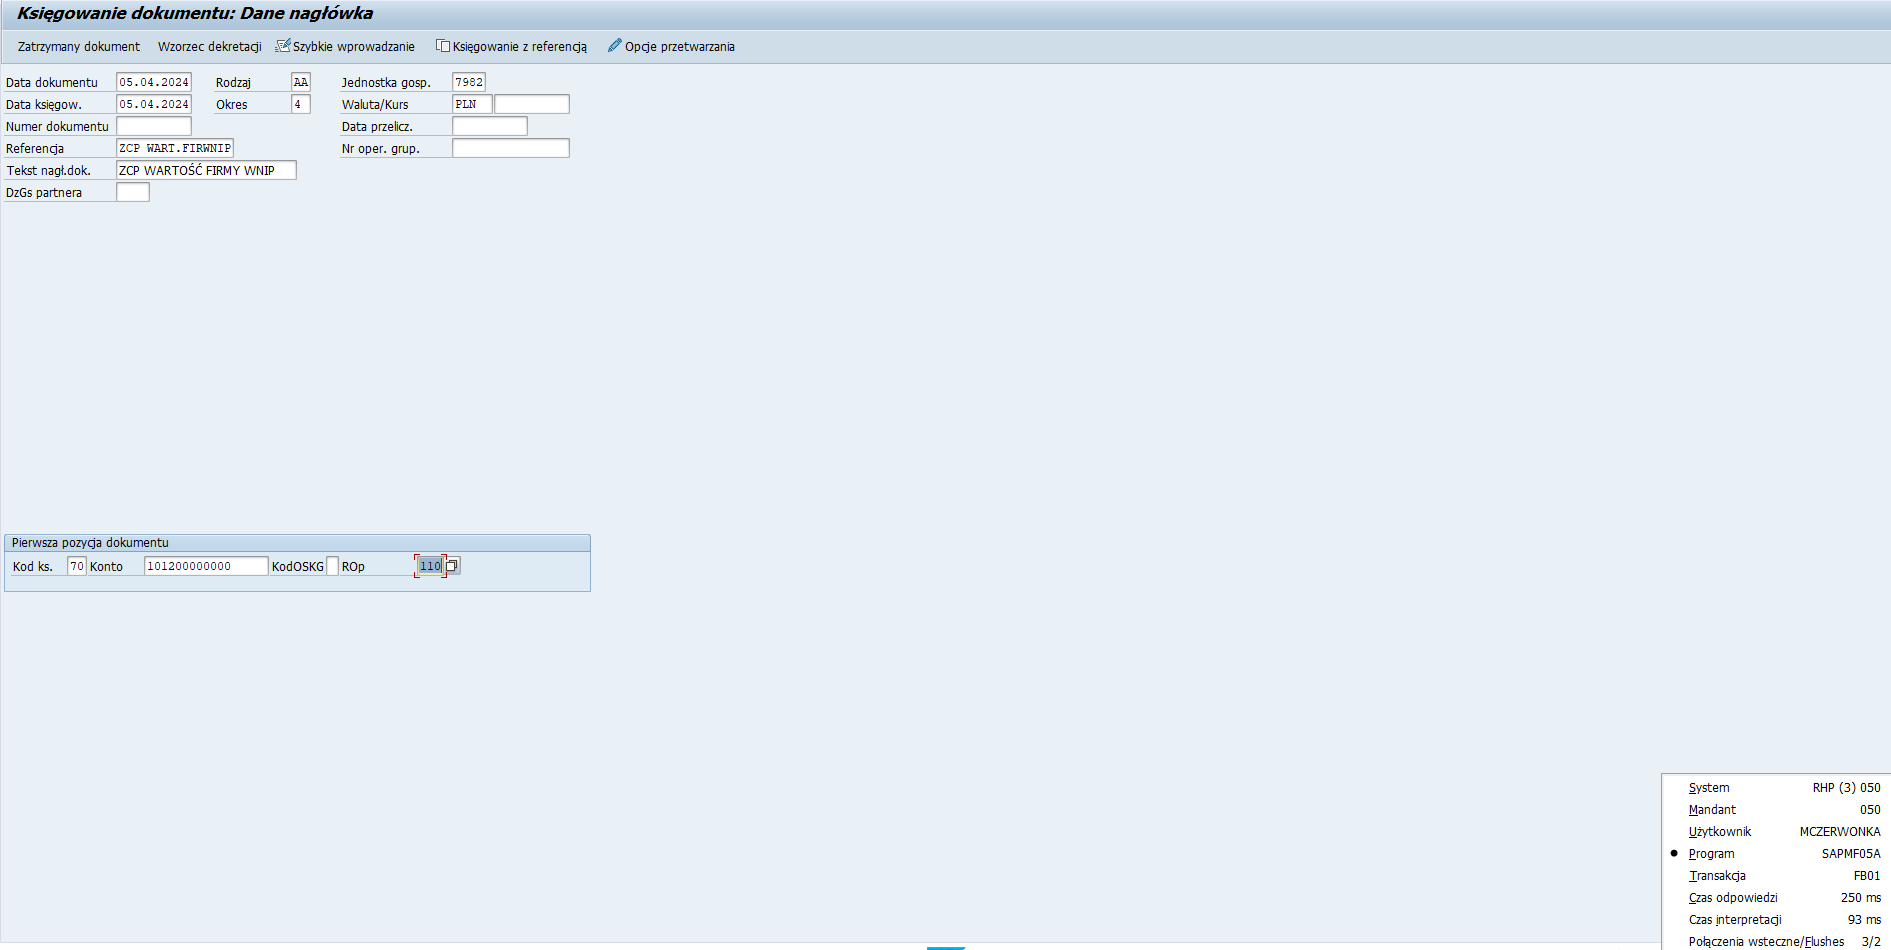 Księgowanie dokumentu: Dane nagłówka
Zatrzymany dokument Wzorzec dekretacji Szybkie wprowadzanie Księgowanie z referencją Opcje przetwarzania
Data dokumentu 05.04.2024 Rodzaj AA Jednostka gosp. 7982
Data księgow. 05.04.2024 Okres 4 Waluta/Kurs PLN
Numer dokumentu Data przelicz.
Referencja ZCP WART.FIRWNIP Nr oper. grup.
Tekst nagł.dok. ZCP WARTOŚĆ FIRMY WNIP
DzGs partnera
Pierwsza pozycja dokumentu
Kod ks. 70 Konto 101200000000 KodOSKG ROp 110
System RHP (3) 050
Mandant 050
Użytkownik MCZERWONKA
Program SAPMF05A
Transakcja FB01
Czas odpowiedzi 250 ms
Czas interpretacji 93 ms
Połączenia wsteczne/Flushes 3/2